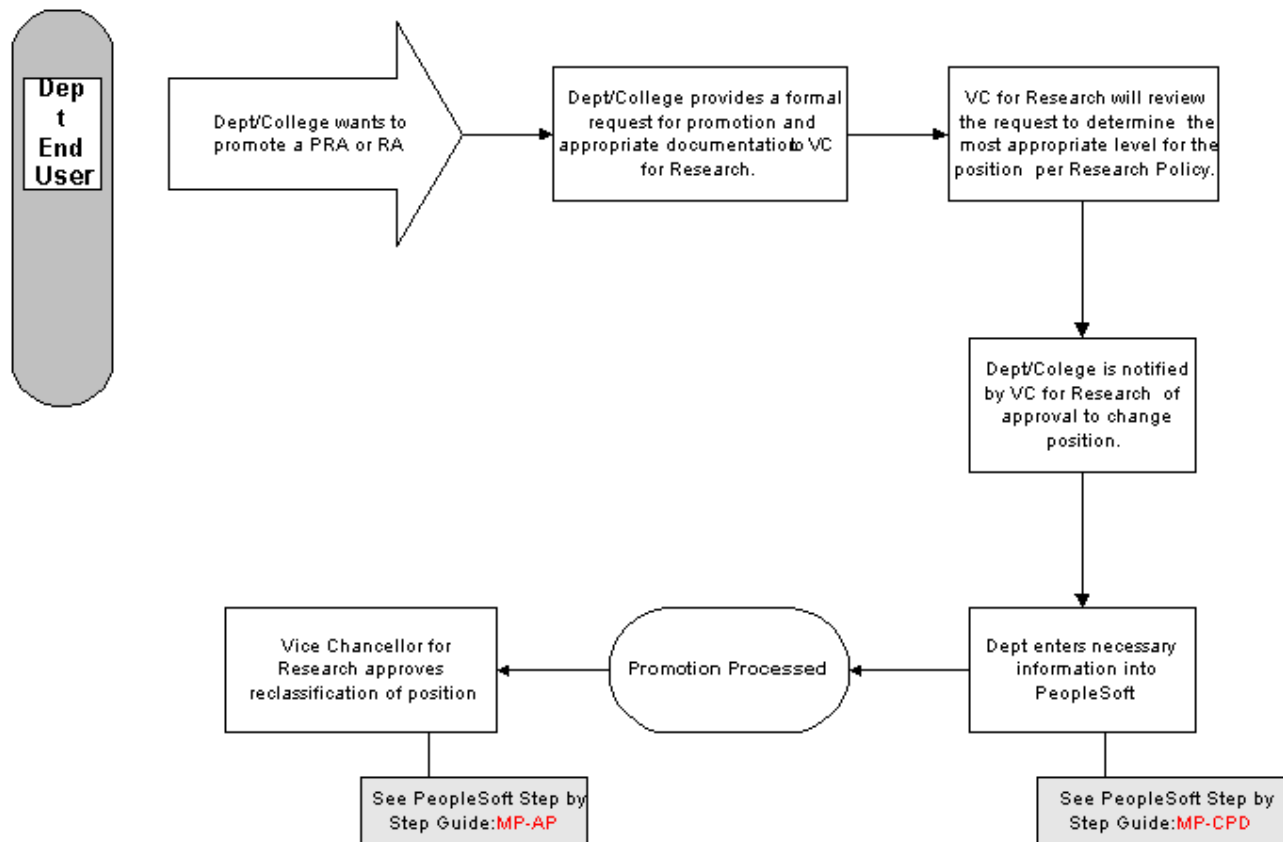 Dep
t
End
User
Dept/College wants to
promote a PRA or RA
Dept/College provides a formal
request for promotion and
appropriate documentationto VC
for Research.
VC for Research will review
the request to determine the
most appropriate level for the
position per Research Policy.
Dept/Colege is notified
by VC for Research of
approval to change
position.
Dept enters necessary
information into
PeopleSoft
Promotion Processed
Vice Chancellor for
Research approves
reclassification of position
See PeopleSoft Step by
Step Guide:MP-AP
See PeopleSoft Step by
Step Guide:MP-CPD